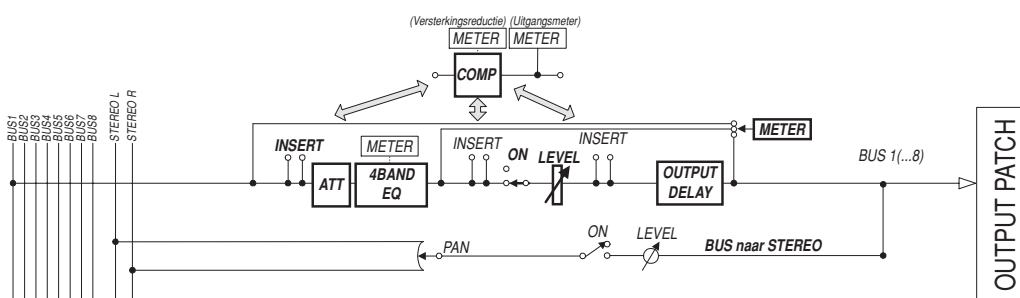 (Versterkingsreductie) (Uitgangsmeter)
METER METER
COMP
BUS1
BUS2
BUS3
BUS4
BUS5
BUS6
BUS7
BUS8
STEREO L
STEREO R
METER
INSERT
METER
INSERT
ON
LEVEL
INSERT
BUS 1(...8)
ATT
4BAND
EQ
OUTPUT
DELAY
PAN
ON
LEVEL
BUS naar STEREO
OUTPUT PATCH